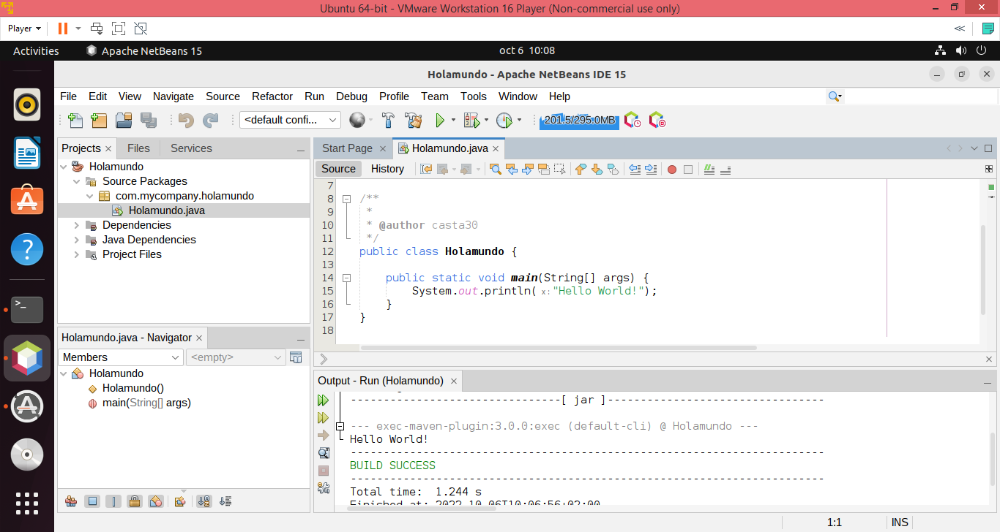 Ubuntu 64-bit - VMware Workstation 16 Player (Non-commercial use only)
Player
Activities
Apache NetBeans 15
oct 6 10:08
Holamundo - Apache NetBeans IDE 15
File Edit View Navigate Source Refactor Run Debug Profile Team Tools Window Help
<default confi...
201.5/295.0MB
Projects
Files
Services
Holamundo
Source Packages
com.mycompany.holamundo
Holamundo.java
Dependencies
Java Dependencies
Project Files
Holamundo.java - Navigator
Members
<empty>
Holamundo
Holamundo()
main(String[] args)
Start Page
Holamundo.java
Source
History
7
8 /**
9 *
10 * @author casta30
11 */
12 public class Holamundo {
13
14 public static void main(String[] args) {
15 System.out.println( x: "Hello World!");
16 }
17 }
18
Output - Run (Holamundo)
--------------------------------[ jar ]---------------------------------
--- exec-maven-plugin:3.0.0:exec (default-cli) @ Holamundo ---
Hello World!
------------------------------------------------------------------------
BUILD SUCCESS
------------------------------------------------------------------------
Total time: 1.244 s
Finished at: 2022-10-06T10:06:56+02:00
1:1
INS